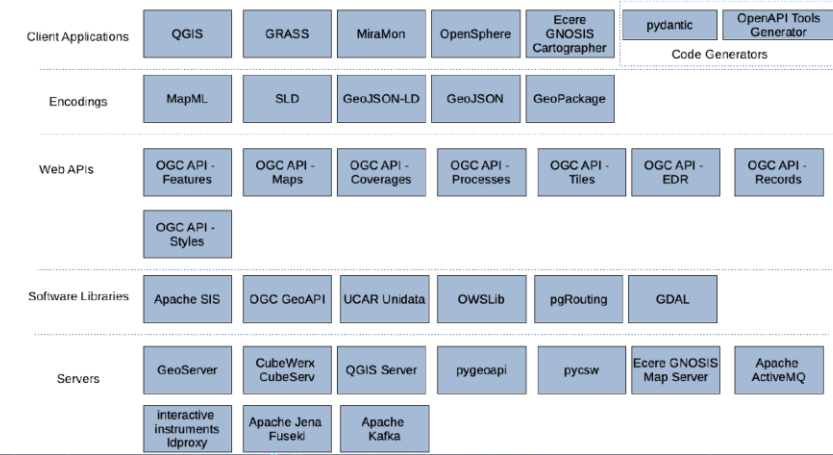 Client Applications
QGIS
GRASS
MiraMon
OpenSphere
Ecere
GNOSIS
Cartographer
pydantic
OpenAPI Tools
Generator
Code Generators
Encodings
MapML
SLD
GeoJSON-LD
GeoJSON
GeoPackage
Web APIs
OGC API -
Features
OGC API -
Maps
OGC API -
Coverages
OGC API -
Processes
OGC API -
Tiles
OGC API -
EDR
OGC API -
Records
OGC API -
Styles
Software Libraries
Apache SIS
OGC GeoAPI
UCAR Unidata
OWSLib
pgRouting
GDAL
Servers
GeoServer
CubeWerx
CubeServ
QGIS Server
pygeoapi
pycsw
Ecere GNOSIS
Map Server
Apache
ActiveMQ
interactive
instruments
ldproxy
Apache Jena
Fuseki
Apache
Kafka